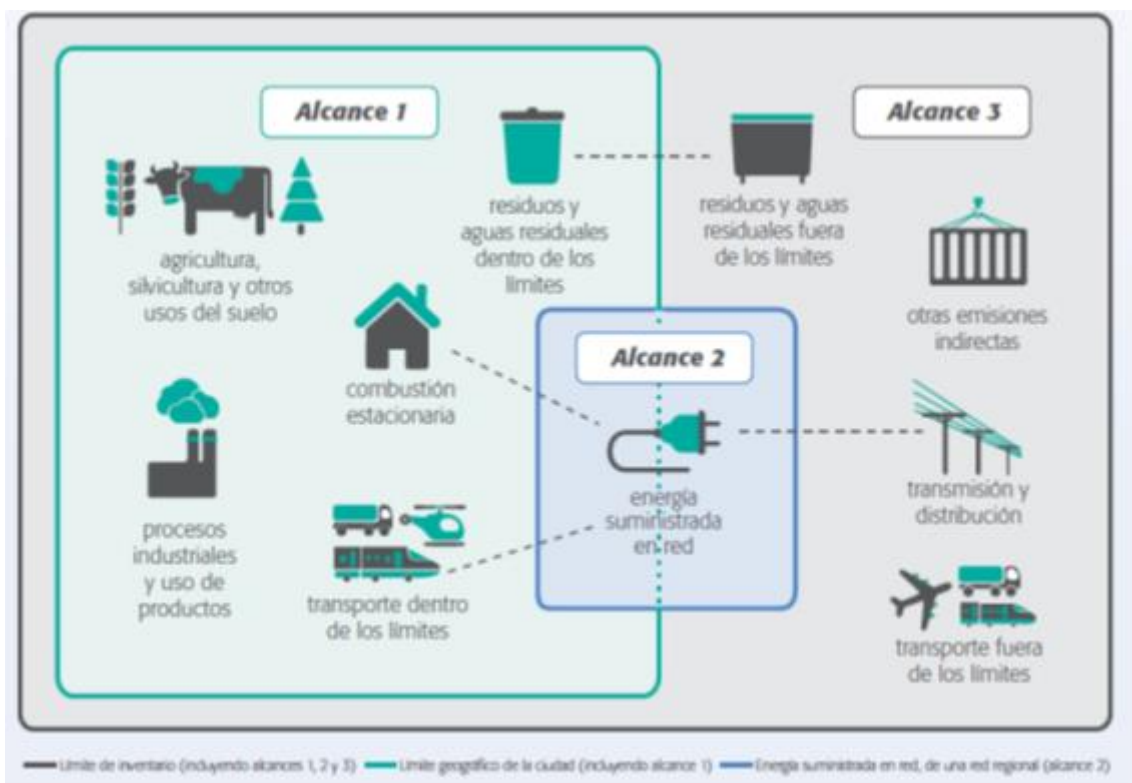 Alcance 1
Alcance 3
residuos y
aguas residuales
dentro de los
límites
residuos y aguas
residuales fuera
de los límites
agricultura,
silvicultura y otros
usos del suelo
otras emisiones
indirectas
Alcance 2
combustión
estacionaria
energía
suministrada
en red
transmisión y
distribución
procesos
industriales
y uso de
productos
transporte dentro
de los límites
transporte fuera
de los límites
Límite de inventario (incluyendo alcances 1, 2 y 3)
Límite geográfico de la ciudad (incluyendo alcance 1)
Energía suministrada en red, de una red regional (alcance 2)